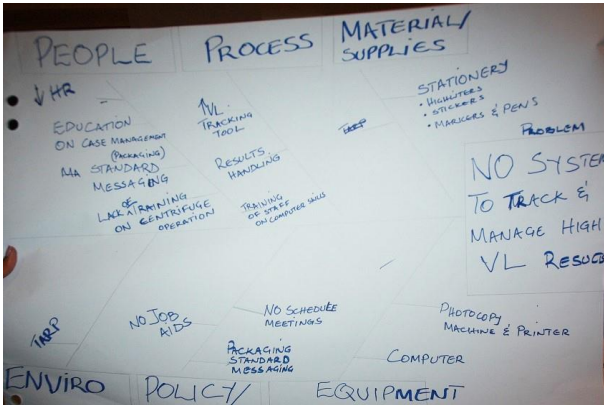 PEOPLE
PROCESS
MATERIAL/
SUPPLIES
↓ HR
EDUCATION
ON CASE MANAGEMENT
(PACKAGING)
STANDARD
MESSAGING
LACK OF TRAINING
ON CENTRIFUGE
OPERATION
↑VL
TRACKING
TOOL
RESULTS
HANDLING
TRAINING
OF STAFF
ON COMPUTER SKILLS
TARP
STATIONERY
• HIGHLITERS
• STICKERS
• MARKERS & PENS
PROBLEM
NO SYSTEM
TO TRACK &
MANAGE HIGH
VL RESULTS
TARP
NO JOB
AIDS
NO SCHEDULE
MEETINGS
PACKAGING
STANDARD
MESSAGING
PHOTOCOPY
MACHINE & PRINTER
COMPUTER
ENVIRO
POLICY/
EQUIPMENT